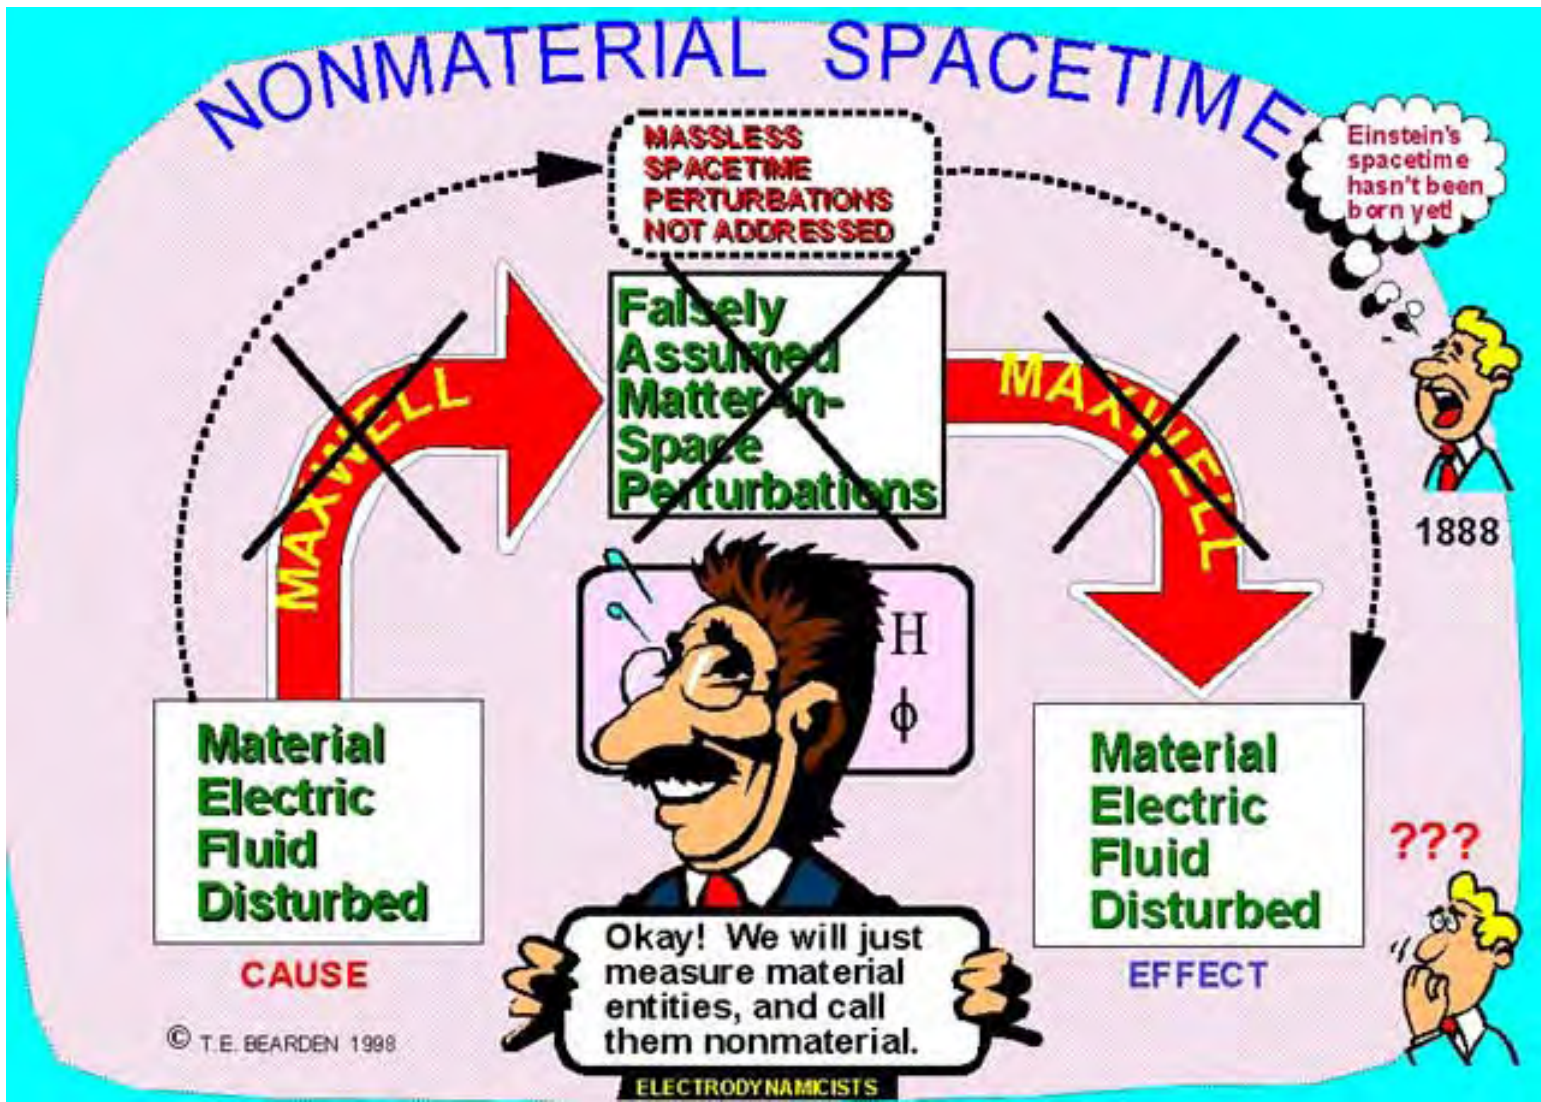 NONMATERIAL SPACETIME
MASSLESS
SPACETIME
PERTURBATIONS
NOT ADDRESSED
Einstein's
spacetime
hasn't been
born yet!
Falsely
Assumed
Matter-in-
Space
Perturbations
MAXWELL
MAXWELL
1888
H
ϕ
Material
Electric
Fluid
Disturbed
CAUSE
Material
Electric
Fluid
Disturbed
EFFECT
???
Okay! We will just
measure material
entities, and call
them nonmaterial.
ELECTRODYNAMICISTS
© T.E. BEARDEN 1998